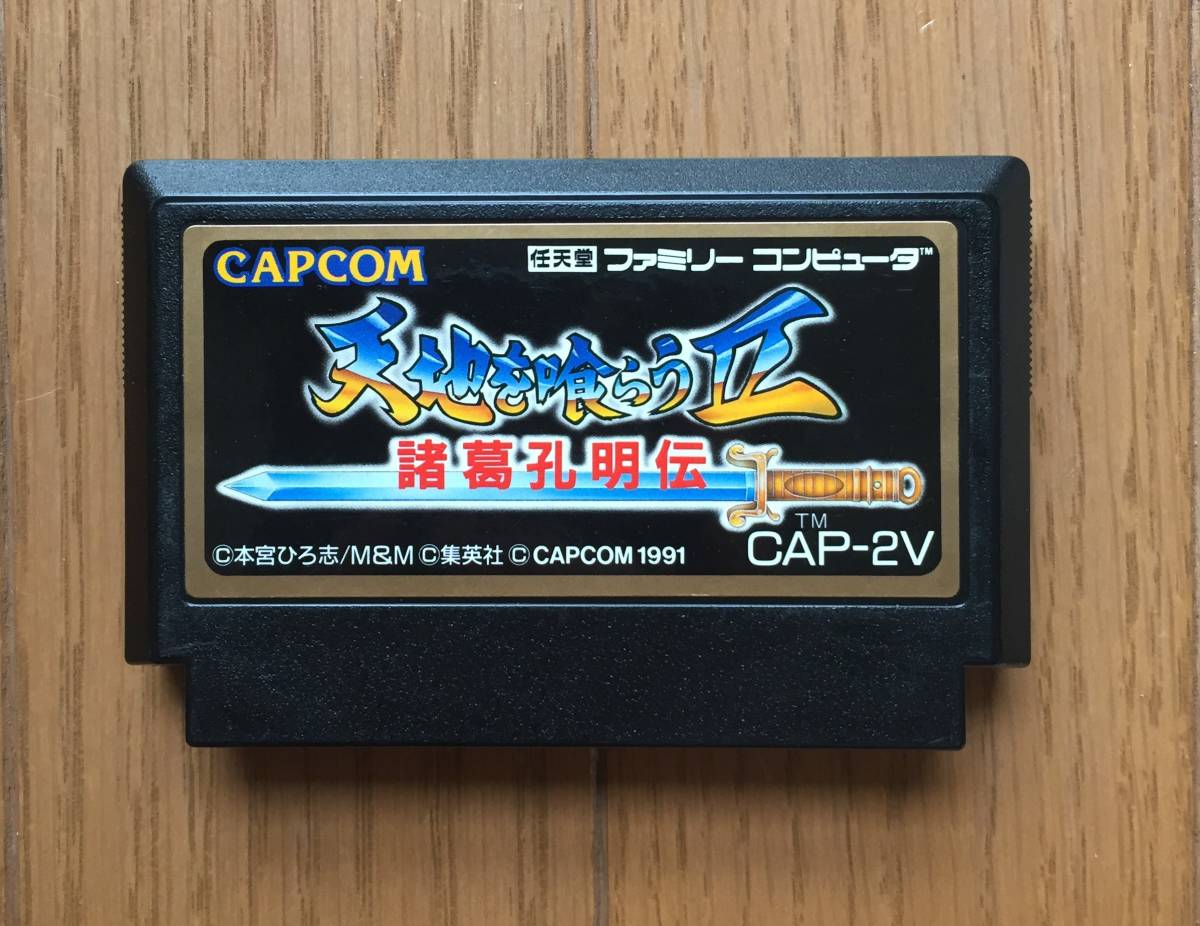 CAPCOM 任天堂 ファミリーコンピュータ™
天地を喰らうII
諸葛孔明伝
TM
©本宮ひろ志/M&M ©集英社 ©CAPCOM 1991 CAP-2V